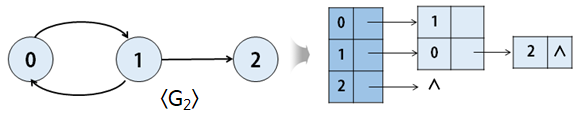 0 1 2
〈G₂〉
0 1
1 0 2 ∧
2 ∧